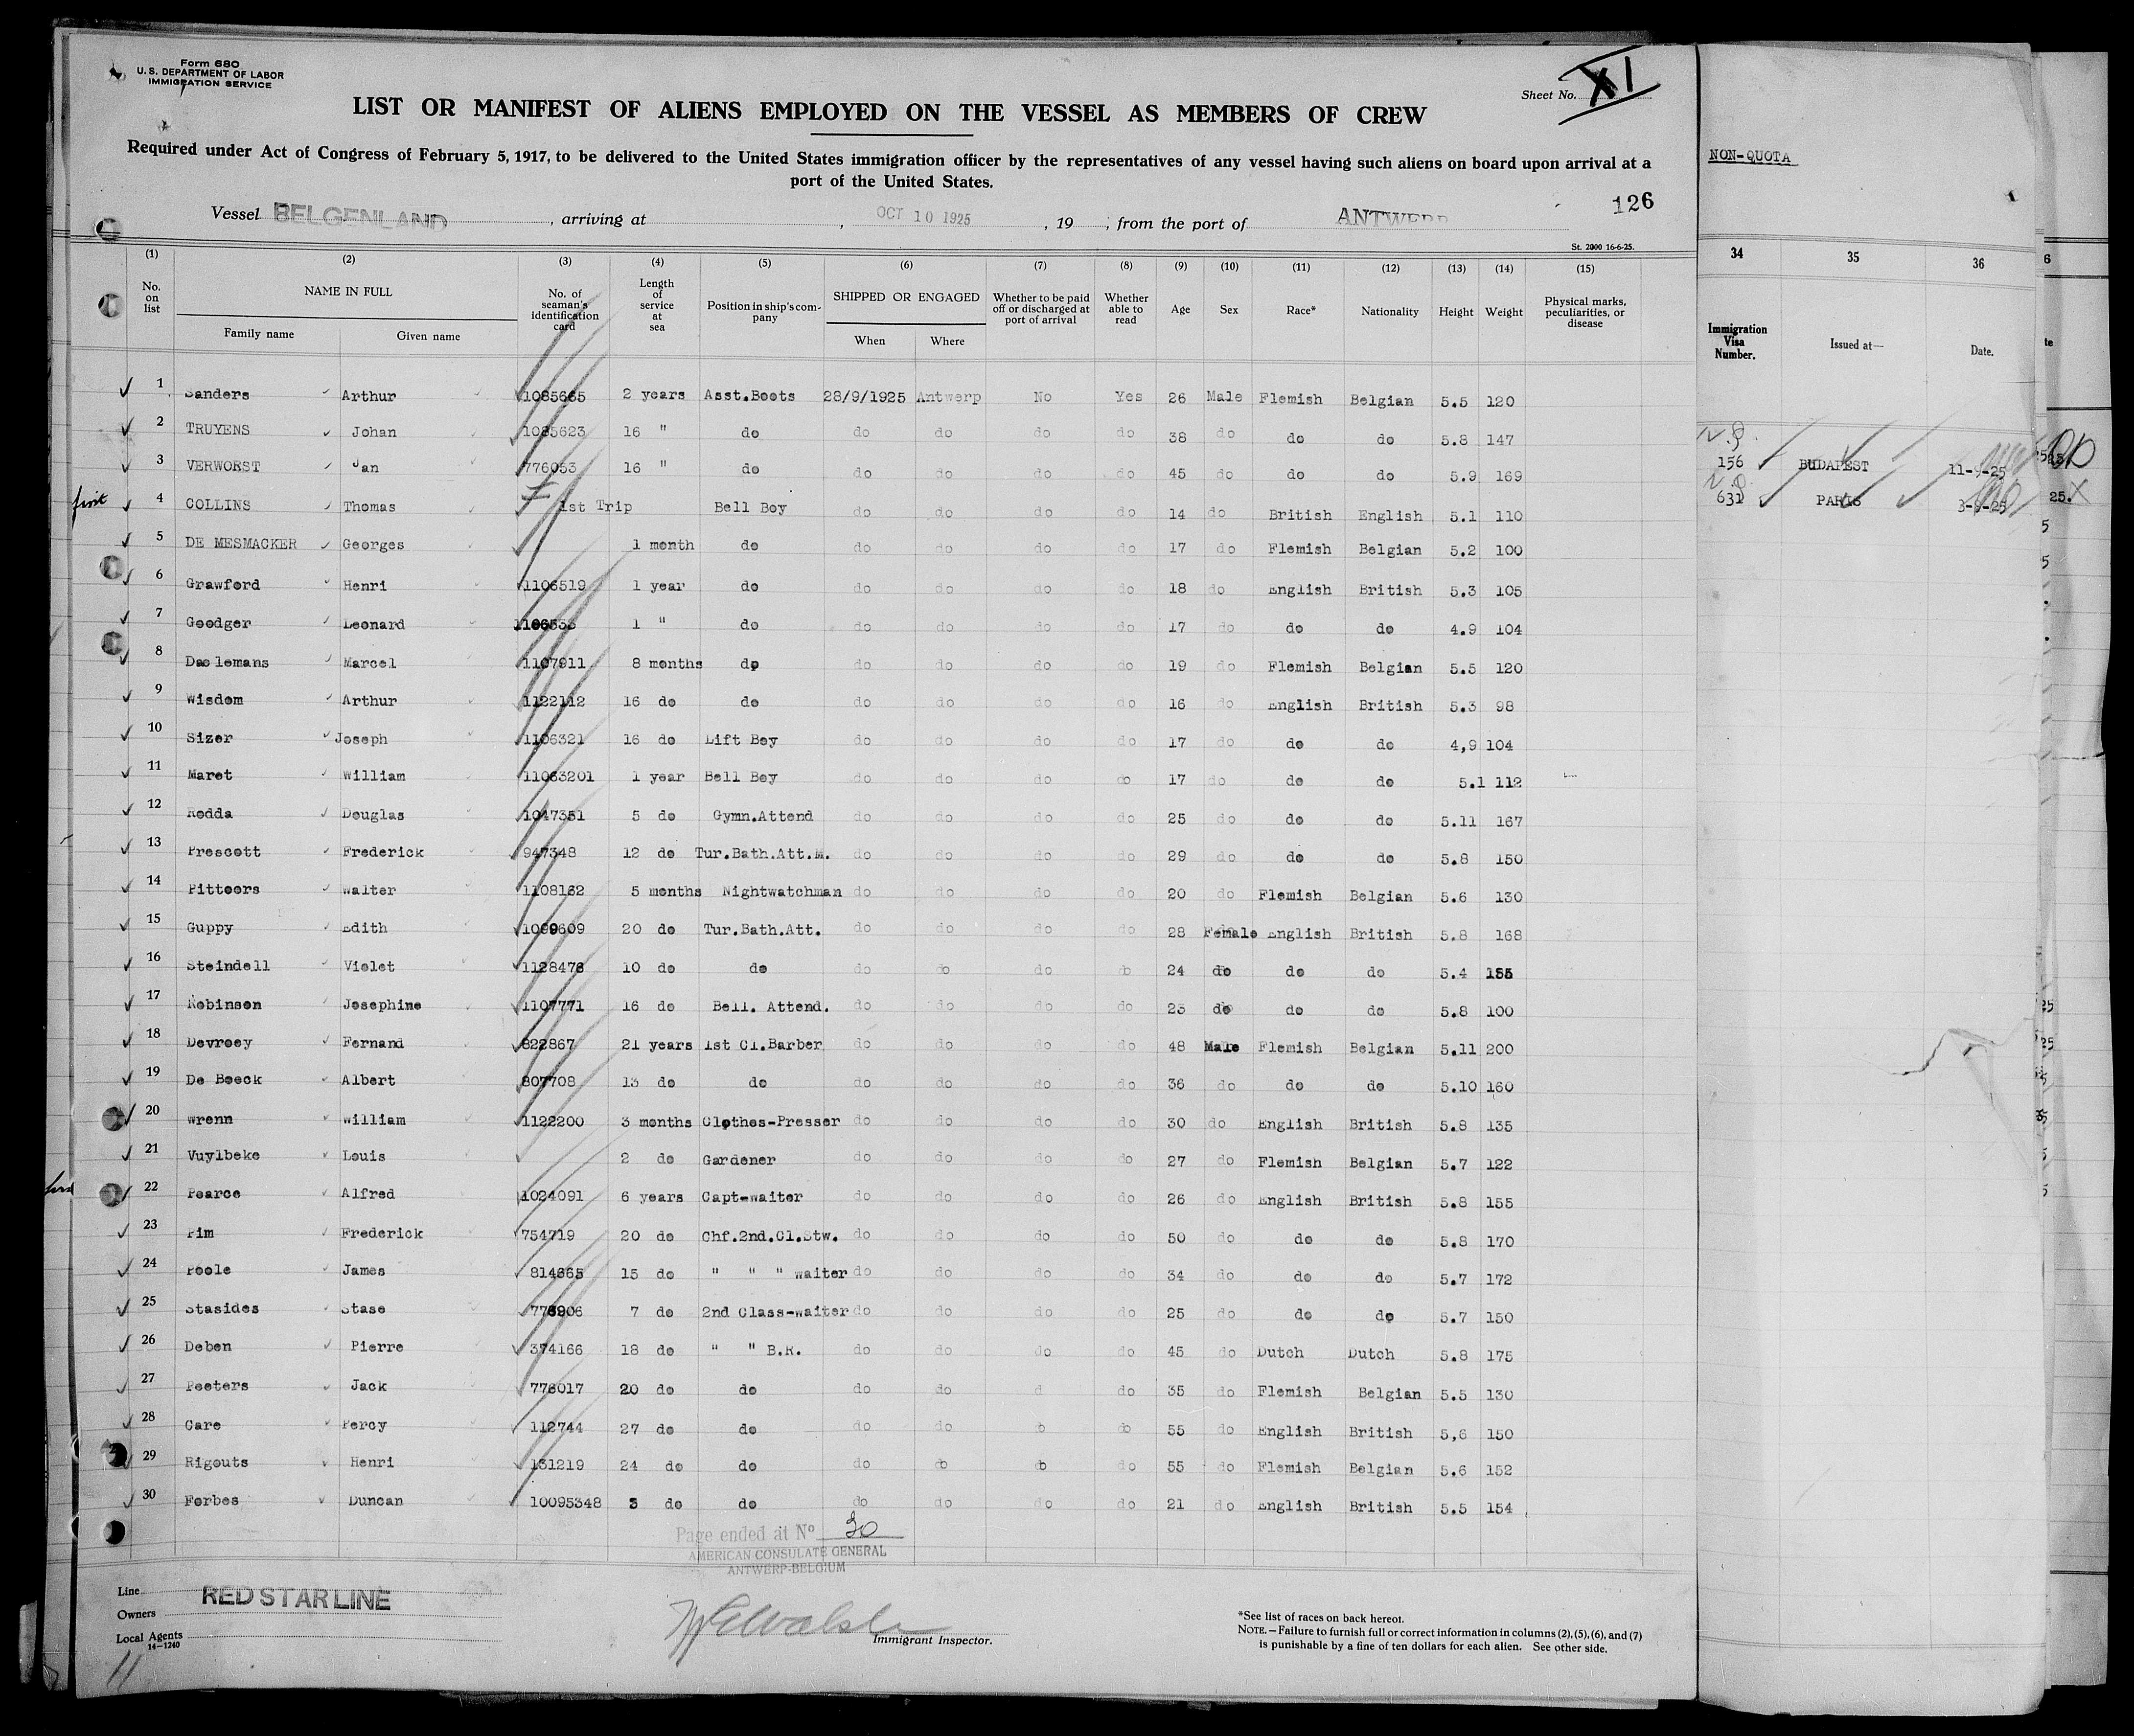 Form 680
U.S. DEPARTMENT OF LABOR
IMMIGRATION SERVICE
Sheet No. XI
LIST OR MANIFEST OF ALIENS EMPLOYED ON THE VESSEL AS MEMBERS OF CREW
Required under Act of Congress of February 5, 1917, to be delivered to the United States immigration officer by the representatives of any vessel having such aliens on board upon arrival at a
port of the United States.
126
Vessel BELGENLAND, arriving at , OCT 10 1925, 19 , from the port of ANTWERP
St. 2000 16-6-25.
(1) (2) (3) (4) (5) (6) (7) (8) (9) (10) (11) (12) (13) (14) (15)
No. on list NAME IN FULL Family name Given name No. of seaman's identification card Length of service at sea Position in ship's company SHIPPED OR ENGAGED When Where Whether to be paid off or discharged at port of arrival Whether able to read Age Sex Race* Nationality Height Weight Physical marks, peculiarities, or disease
1 Sanders Arthur 1085665 2 years Asst.Boots 28/9/1925 Antwerp No Yes 26 Male Flemish Belgian 5.5 120
2 TRUYENS Johan 1085623 16 " do do do do do 38 do do do 5.8 147
3 VERWORST Jan 776053 16 " do do do do do 45 do do do 5.9 169
first 4 COLLINS Thomas 1st Trip Bell Boy do do do do 14 do British English 5.1 110
5 DE MESMACKER Georges 1 month do do do do do 17 do Flemish Belgian 5.2 100
6 Grawford Henri 1106519 1 year do do do do do 18 do English British 5.3 105
7 Goodger Leonard 1106533 1 " do do do do do 17 do do do 4.9 104
8 Daelemans Marcel 1107911 8 months do do do do do 19 do Flemish Belgian 5.5 120
9 Wisdom Arthur 1122112 16 do do do do do do 16 do English British 5.3 98
10 Sizer Joseph 1106321 16 do Lift Boy do do do do 17 do do do 4,9 104
11 Maret William 11063201 1 year Bell Boy do do do do 17 do do do 5.1 112
12 Rodda Douglas 1047351 5 do Gymn.Attend do do do do 25 do do do 5.11 167
13 Prescott Frederick 947348 12 do Tur.Bath.Att.M. do do do do 29 do do do 5.8 150
14 Pittoors Walter 1108162 5 months Nightwatchman do do do do 20 do Flemish Belgian 5.6 130
15 Guppy Edith 1099609 20 do Tur.Bath.Att. do do do do 28 Female English British 5.8 168
16 Steindell Violet 1128476 10 do do do do do do 24 do do do 5.4 155
17 Robinson Josephine 1107771 16 do Bell. Attend. do do do do 23 do do do 5.8 100
18 Devroey Fernand 822867 21 years 1st Cl.Barber do do do do 48 Male Flemish Belgian 5.11 200
19 De Boeck Albert 807708 13 do do do do do do 36 do do do 5.10 160
20 Wrenn William 1122200 3 months Clothes-Presser do do do do 30 do English British 5.8 135
21 Vuylbeke Louis 2 do Gardener do do do do 27 do Flemish Belgian 5.7 122
22 Pearce Alfred 1024091 6 years Capt-waiter do do do do 26 do English British 5.8 155
23 Pim Frederick 754719 20 do Chf.2nd.Cl.Stw. do do do do 50 do do do 5.8 170
24 Poole James 814665 15 do " " " waiter do do do do 34 do do do 5.7 172
25 Stasides Stase 778906 7 do 2nd Class-waiter do do do do 25 do do do 5.7 150
26 Deben Pierre 374166 18 do " " B.R. do do do do 45 do Dutch Dutch 5.8 175
27 Peeters Jack 776017 20 do do do do d do 35 do Flemish Belgian 5.5 130
28 Care Percy 112744 27 do do do do do do 55 do English British 5,6 150
29 Rigouts Henri 131219 24 do do do do do do 55 do Flemish Belgian 5.6 152
30 Forbes Duncan 10095348 3 do do do do do do 21 do English British 5.5 154
Page ended at No 30
AMERICAN CONSULATE GENERAL
ANTWERP-BELGIUM
Line RED STAR LINE
Owners
Local Agents
14-1240
11
Immigrant Inspector.
*See list of races on back hereof.
NOTE.—Failure to furnish full or correct information in columns (2), (5), (6), and (7)
is punishable by a fine of ten dollars for each alien. See other side.
NON-QUOTA
34 35 36
Immigration Visa Number. Issued at— Date.
156 BUDAPEST 11-9-25
631 PARIS 3-9-25